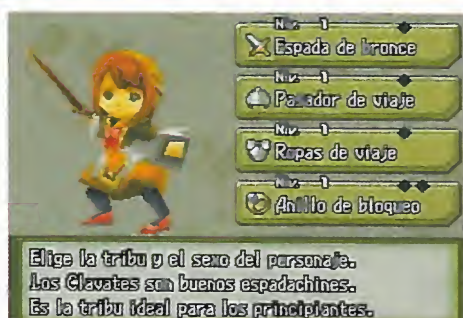 Niv. 1
Espada de bronce
Niv. 1
Pasador de viaje
Niv. 1
Ropas de viaje
Niv. 1
Anillo de bloqueo
Elige la tribu y el sexo del personaje.
Los Clavates son buenos espadachines.
Es la tribu ideal para los principiantes.